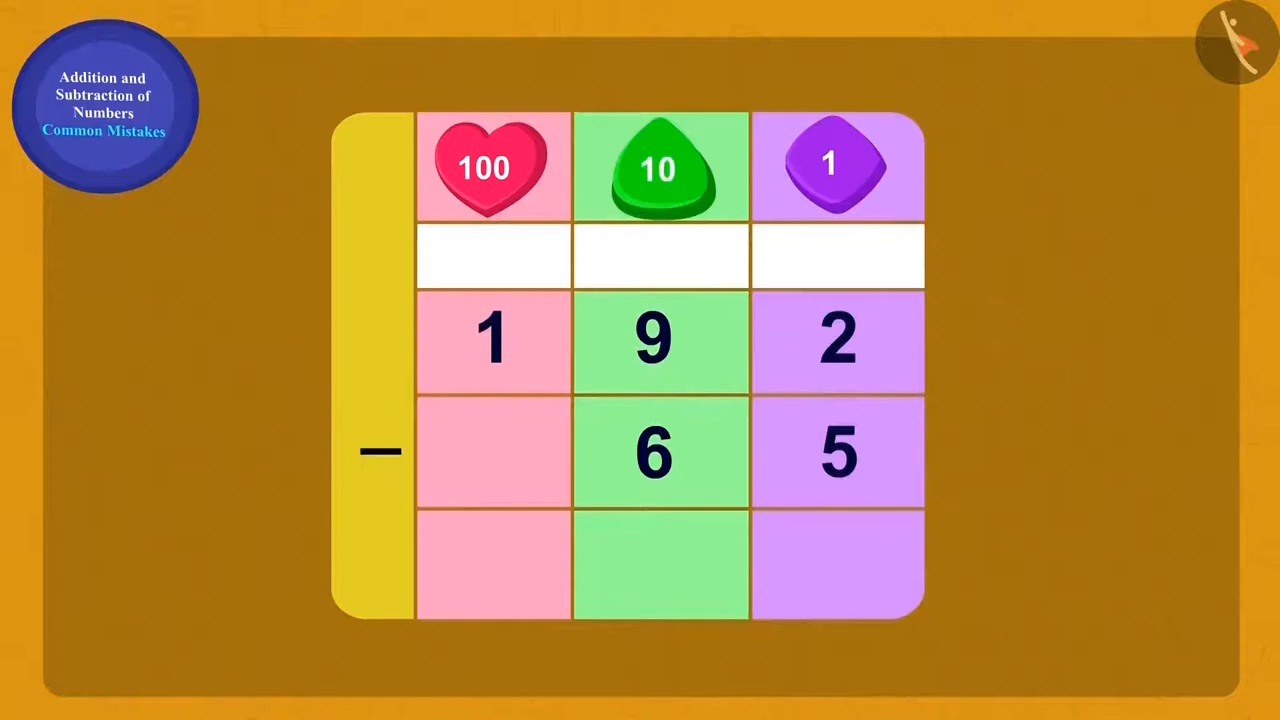 Addition and
Subtraction of
Numbers
Common Mistakes
100 10 1
1 9 2
– 6 5